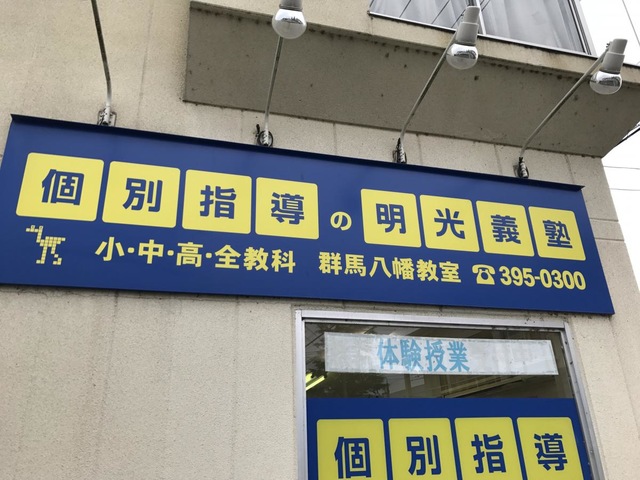 個別指導の明光義塾
小・中・高・全教科 群馬八幡教室 ☎395-0300
体験授業
個別指導